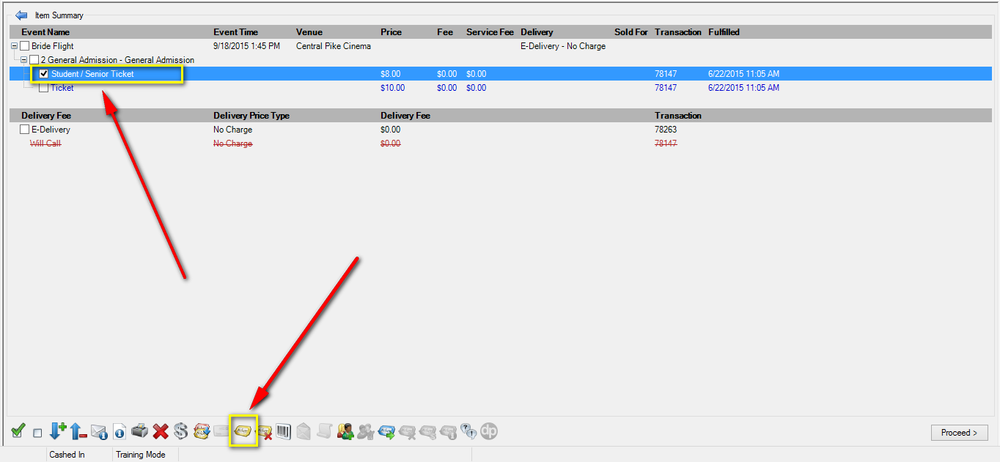 Item Summary
Event Name Event Time Venue Price Fee Service Fee Delivery Sold For Transaction Fulfilled
Bride Flight 9/18/2015 1:45 PM Central Pike Cinema E-Delivery - No Charge
2 General Admission - General Admission
Student / Senior Ticket $8.00 $0.00 $0.00 78147 6/22/2015 11:05 AM
Ticket $10.00 $0.00 $0.00 78147 6/22/2015 11:05 AM
Delivery Fee Delivery Price Type Delivery Fee Transaction
E-Delivery No Charge $0.00 78263
Will Call No Charge $0.00 78147
dp
Proceed >
Cashed In Training Mode